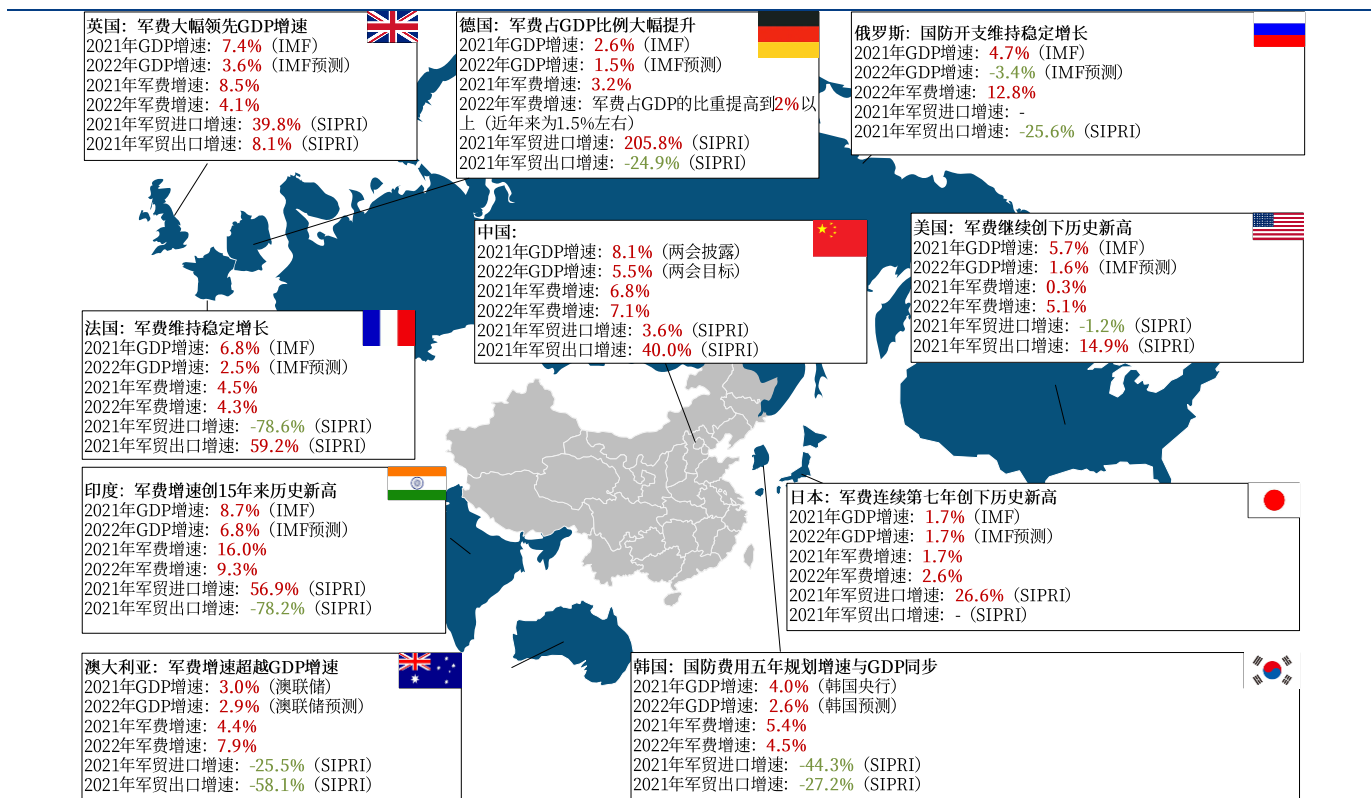 英国：军费大幅领先GDP增速
2021年GDP增速：7.4%（IMF）
2022年GDP增速：3.6%（IMF预测）
2021年军费增速：8.5%
2022年军费增速：4.1%
2021年军贸进口增速：39.8%（SIPRI）
2021年军贸出口增速：8.1%（SIPRI）
德国：军费占GDP比例大幅提升
2021年GDP增速：2.6%（IMF）
2022年GDP增速：1.5%（IMF预测）
2021年军费增速：3.2%
2022年军费增速：军费占GDP的比重提高到2%以
上（近年来为1.5%左右）
2021年军贸进口增速：205.8%（SIPRI）
2021年军贸出口增速：-24.9%（SIPRI）
俄罗斯：国防开支维持稳定增长
2021年GDP增速：4.7%（IMF）
2022年GDP增速：-3.4%（IMF预测）
2022年军费增速：12.8%
2021年军贸进口增速：-
2021年军贸出口增速：-25.6%（SIPRI）
中国：
2021年GDP增速：8.1%（两会披露）
2022年GDP增速：5.5%（两会目标）
2021年军费增速：6.8%
2022年军费增速：7.1%
2021年军贸进口增速：3.6%（SIPRI）
2021年军贸出口增速：40.0%（SIPRI）
美国：军费继续创下历史新高
2021年GDP增速：5.7%（IMF）
2022年GDP增速：1.6%（IMF预测）
2021年军费增速：0.3%
2022年军费增速：5.1%
2021年军贸进口增速：-1.2%（SIPRI）
2021年军贸出口增速：14.9%（SIPRI）
法国：军费维持稳定增长
2021年GDP增速：6.8%（IMF）
2022年GDP增速：2.5%（IMF预测）
2021年军费增速：4.5%
2022年军费增速：4.3%
2021年军贸进口增速：-78.6%（SIPRI）
2021年军贸出口增速：59.2%（SIPRI）
印度：军费增速创15年来历史新高
2021年GDP增速：8.7%（IMF）
2022年GDP增速：6.8%（IMF预测）
2021年军费增速：16.0%
2022年军费增速：9.3%
2021年军贸进口增速：56.9%（SIPRI）
2021年军贸出口增速：-78.2%（SIPRI）
日本：军费连续第七年创下历史新高
2021年GDP增速：1.7%（IMF）
2022年GDP增速：1.7%（IMF预测）
2021年军费增速：1.7%
2022年军费增速：2.6%
2021年军贸进口增速：26.6%（SIPRI）
2021年军贸出口增速：-（SIPRI）
澳大利亚：军费增速超越GDP增速
2021年GDP增速：3.0%（澳联储）
2022年GDP增速：2.9%（澳联储预测）
2021年军费增速：4.4%
2022年军费增速：7.9%
2021年军贸进口增速：-25.5%（SIPRI）
2021年军贸出口增速：-58.1%（SIPRI）
韩国：国防费用五年规划增速与GDP同步
2021年GDP增速：4.0%（韩国央行）
2022年GDP增速：2.6%（韩国预测）
2021年军费增速：5.4%
2022年军费增速：4.5%
2021年军贸进口增速：-44.3%（SIPRI）
2021年军贸出口增速：-27.2%（SIPRI）